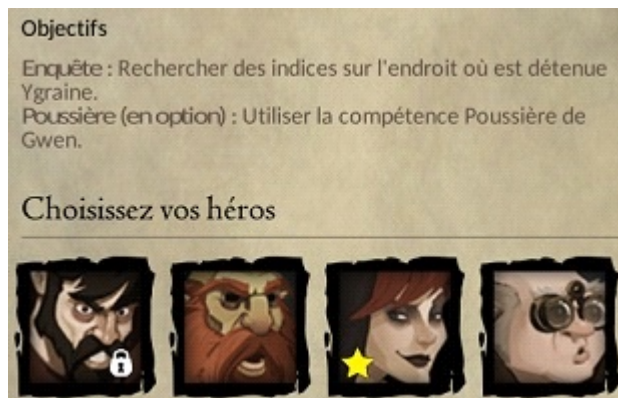 Objectifs
Enquête : Rechercher des indices sur l'endroit où est détenue
Ygraine.
Poussière (en option) : Utiliser la compétence Poussière de
Gwen.
Choisissez vos héros